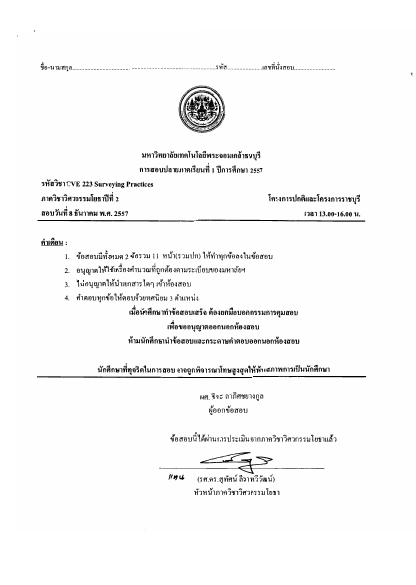 ชื่อ-นามสกุล............................ ........................................รหัส................เลขที่นั่งสอบ....................
มหาวิทยาลัยเทคโนโลยีพระจอมเกล้าธนบุรี
การสอบปลายภาคเรียนที่ 1 ปีการศึกษา 2557
รหัสวิชา CVE 223 Surveying Practices
ภาควิชาวิศวกรรมโยธาปีที่ 2 โครงการปกติและโครงการราชบุรี
สอบวันที่ 8 ธันวาคม พ.ศ. 2557 เวลา 13.00-16.00 น.
คำเตือน :
1. ข้อสอบมีทั้งหมด 2 ข้อรวม 11 หน้า(รวมปก) ให้ทำทุกข้อลงในข้อสอบ
2. อนุญาตให้ใช้เครื่องคำนวณที่ถูกต้องตามระเบียบของมหาลัยฯ
3. ไม่อนุญาตให้นำเอกสารใดๆ เข้าห้องสอบ
4. คำตอบทุกข้อให้ตอบด้วยทศนิยม 3 ตำแหน่ง
เมื่อนักศึกษาทำข้อสอบเสร็จ ต้องยกมือบอกกรรมการคุมสอบ
เพื่อขออนุญาตออกนอกห้องสอบ
ห้ามนักศึกษานำข้อสอบและกระดาษคำตอบออกนอกห้องสอบ
นักศึกษาที่ทุจริตในการสอบ อาจถูกพิจารณาโทษสูงสุดให้พ้นสภาพการเป็นนักศึกษา
ผศ.
ผู้ออกข้อสอบ
ข้อสอบนี้ได้ผ่านการประเมินจากภาควิชาวิศวกรรมโยธาแล้ว
แทน (รศ.ดร.สุทัศน์ ลีลาทวีวัฒน์)
หัวหน้าภาควิชาวิศวกรรมโยธา